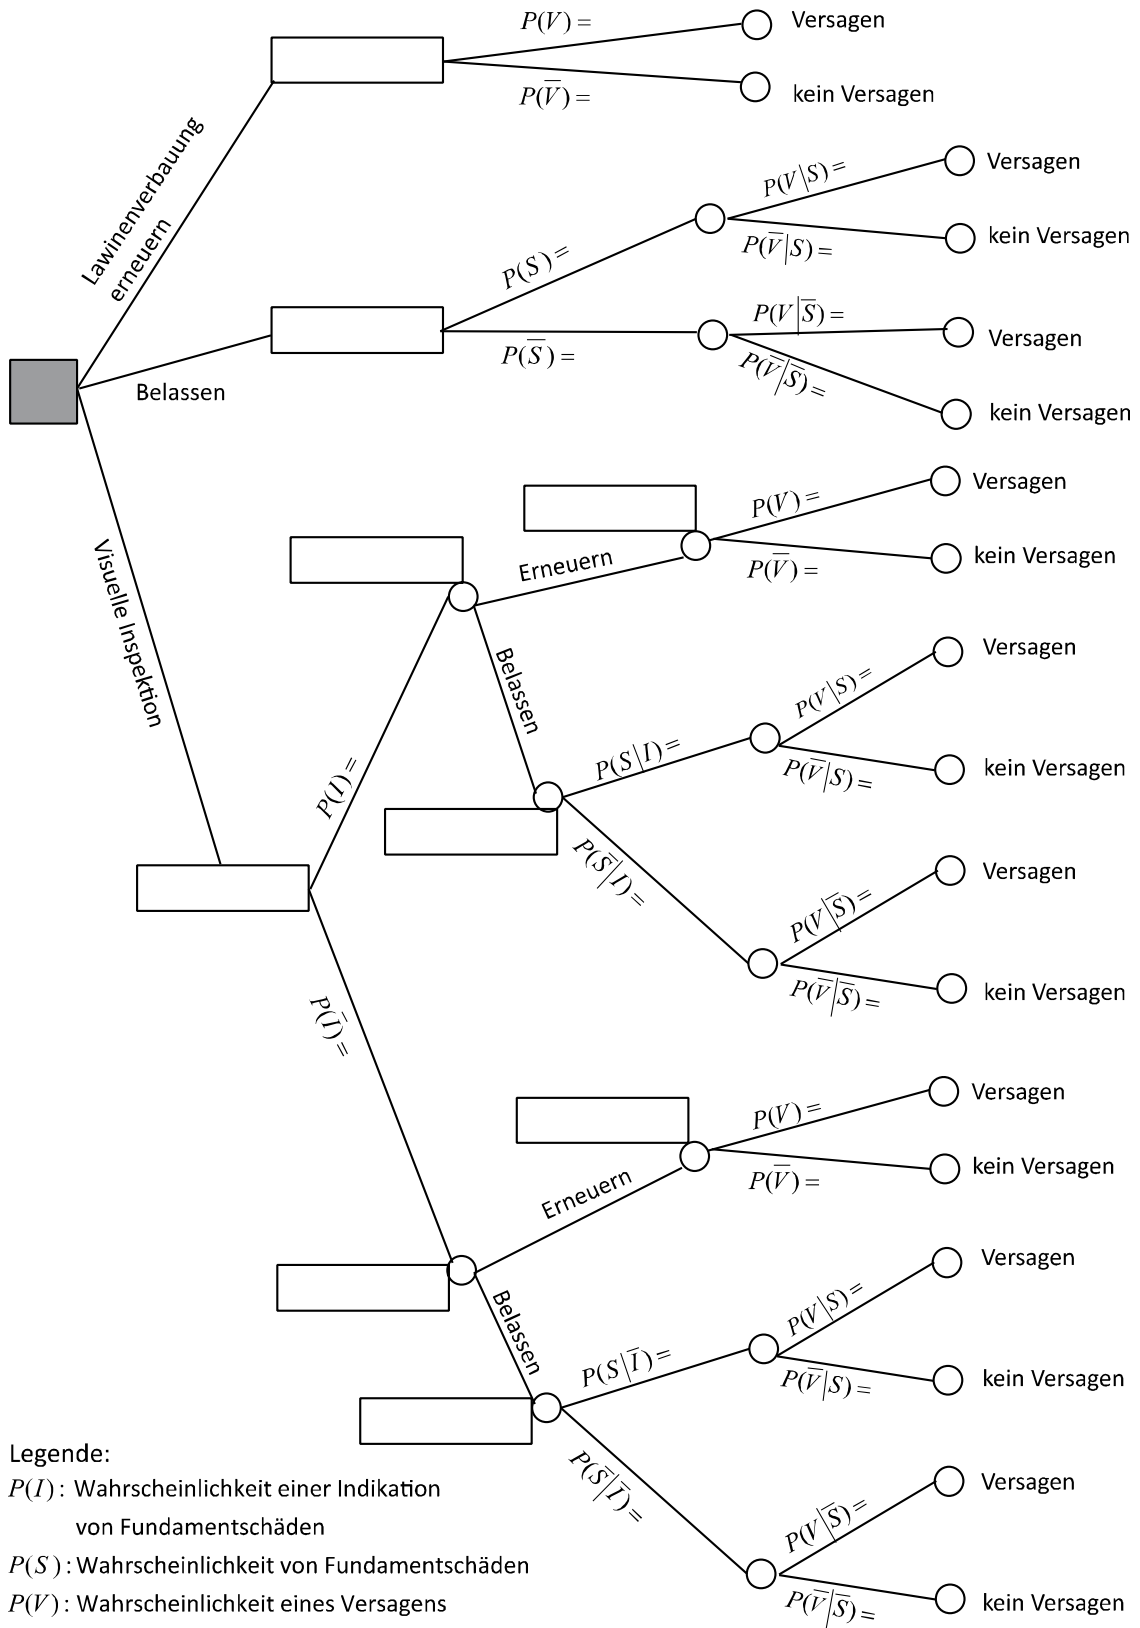 P(V) =
Versagen
P(V̅) =
kein Versagen
Lawinenverbauung
erneuern
P(V|S) =
Versagen
P(V̅|S) =
kein Versagen
P(S) =
P(S̅) =
P(V|S̅) =
Versagen
P(V̅|S̅) =
kein Versagen
Belassen
Visuelle Inspektion
P(I) =
Erneuern
P(V) =
Versagen
P(V̅) =
kein Versagen
Belassen
P(S|I) =
P(V|S) =
Versagen
P(V̅|S) =
kein Versagen
P(S̅|I) =
P(V|S̅) =
Versagen
P(V̅|S̅) =
kein Versagen
P(I̅) =
Erneuern
P(V) =
Versagen
P(V̅) =
kein Versagen
Belassen
P(S|I̅) =
P(V|S) =
Versagen
P(V̅|S) =
kein Versagen
P(S̅|I̅) =
P(V|S̅) =
Versagen
P(V̅|S̅) =
kein Versagen
Legende:
P(I) : Wahrscheinlichkeit einer Indikation
von Fundamentschäden
P(S) : Wahrscheinlichkeit von Fundamentschäden
P(V) : Wahrscheinlichkeit eines Versagens